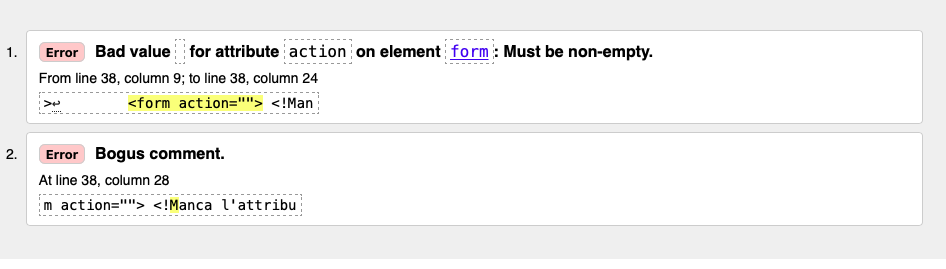 1. Error Bad value for attribute action on element form: Must be non-empty.
From line 38, column 9; to line 38, column 24
>↩ <form action=""> <!Man
2. Error Bogus comment.
At line 38, column 28
m action=""> <!Manca l'attribu